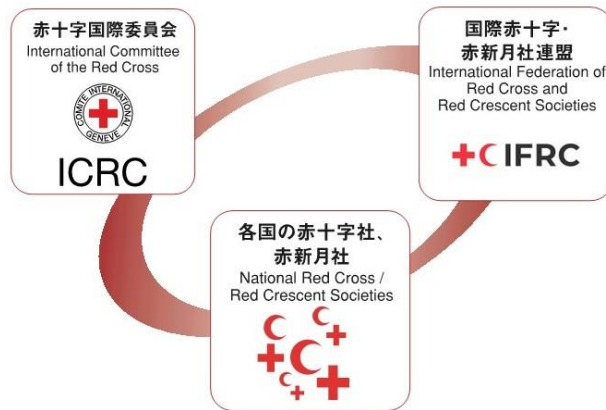 赤十字国際委員会
International Committee
of the Red Cross
COMITE INTERNATIONAL
GENEVE
ICRC
国際赤十字・
赤新月社連盟
International Federation of
Red Cross and
Red Crescent Societies
IFRC
各国の赤十字社、
赤新月社
National Red Cross /
Red Crescent Societies